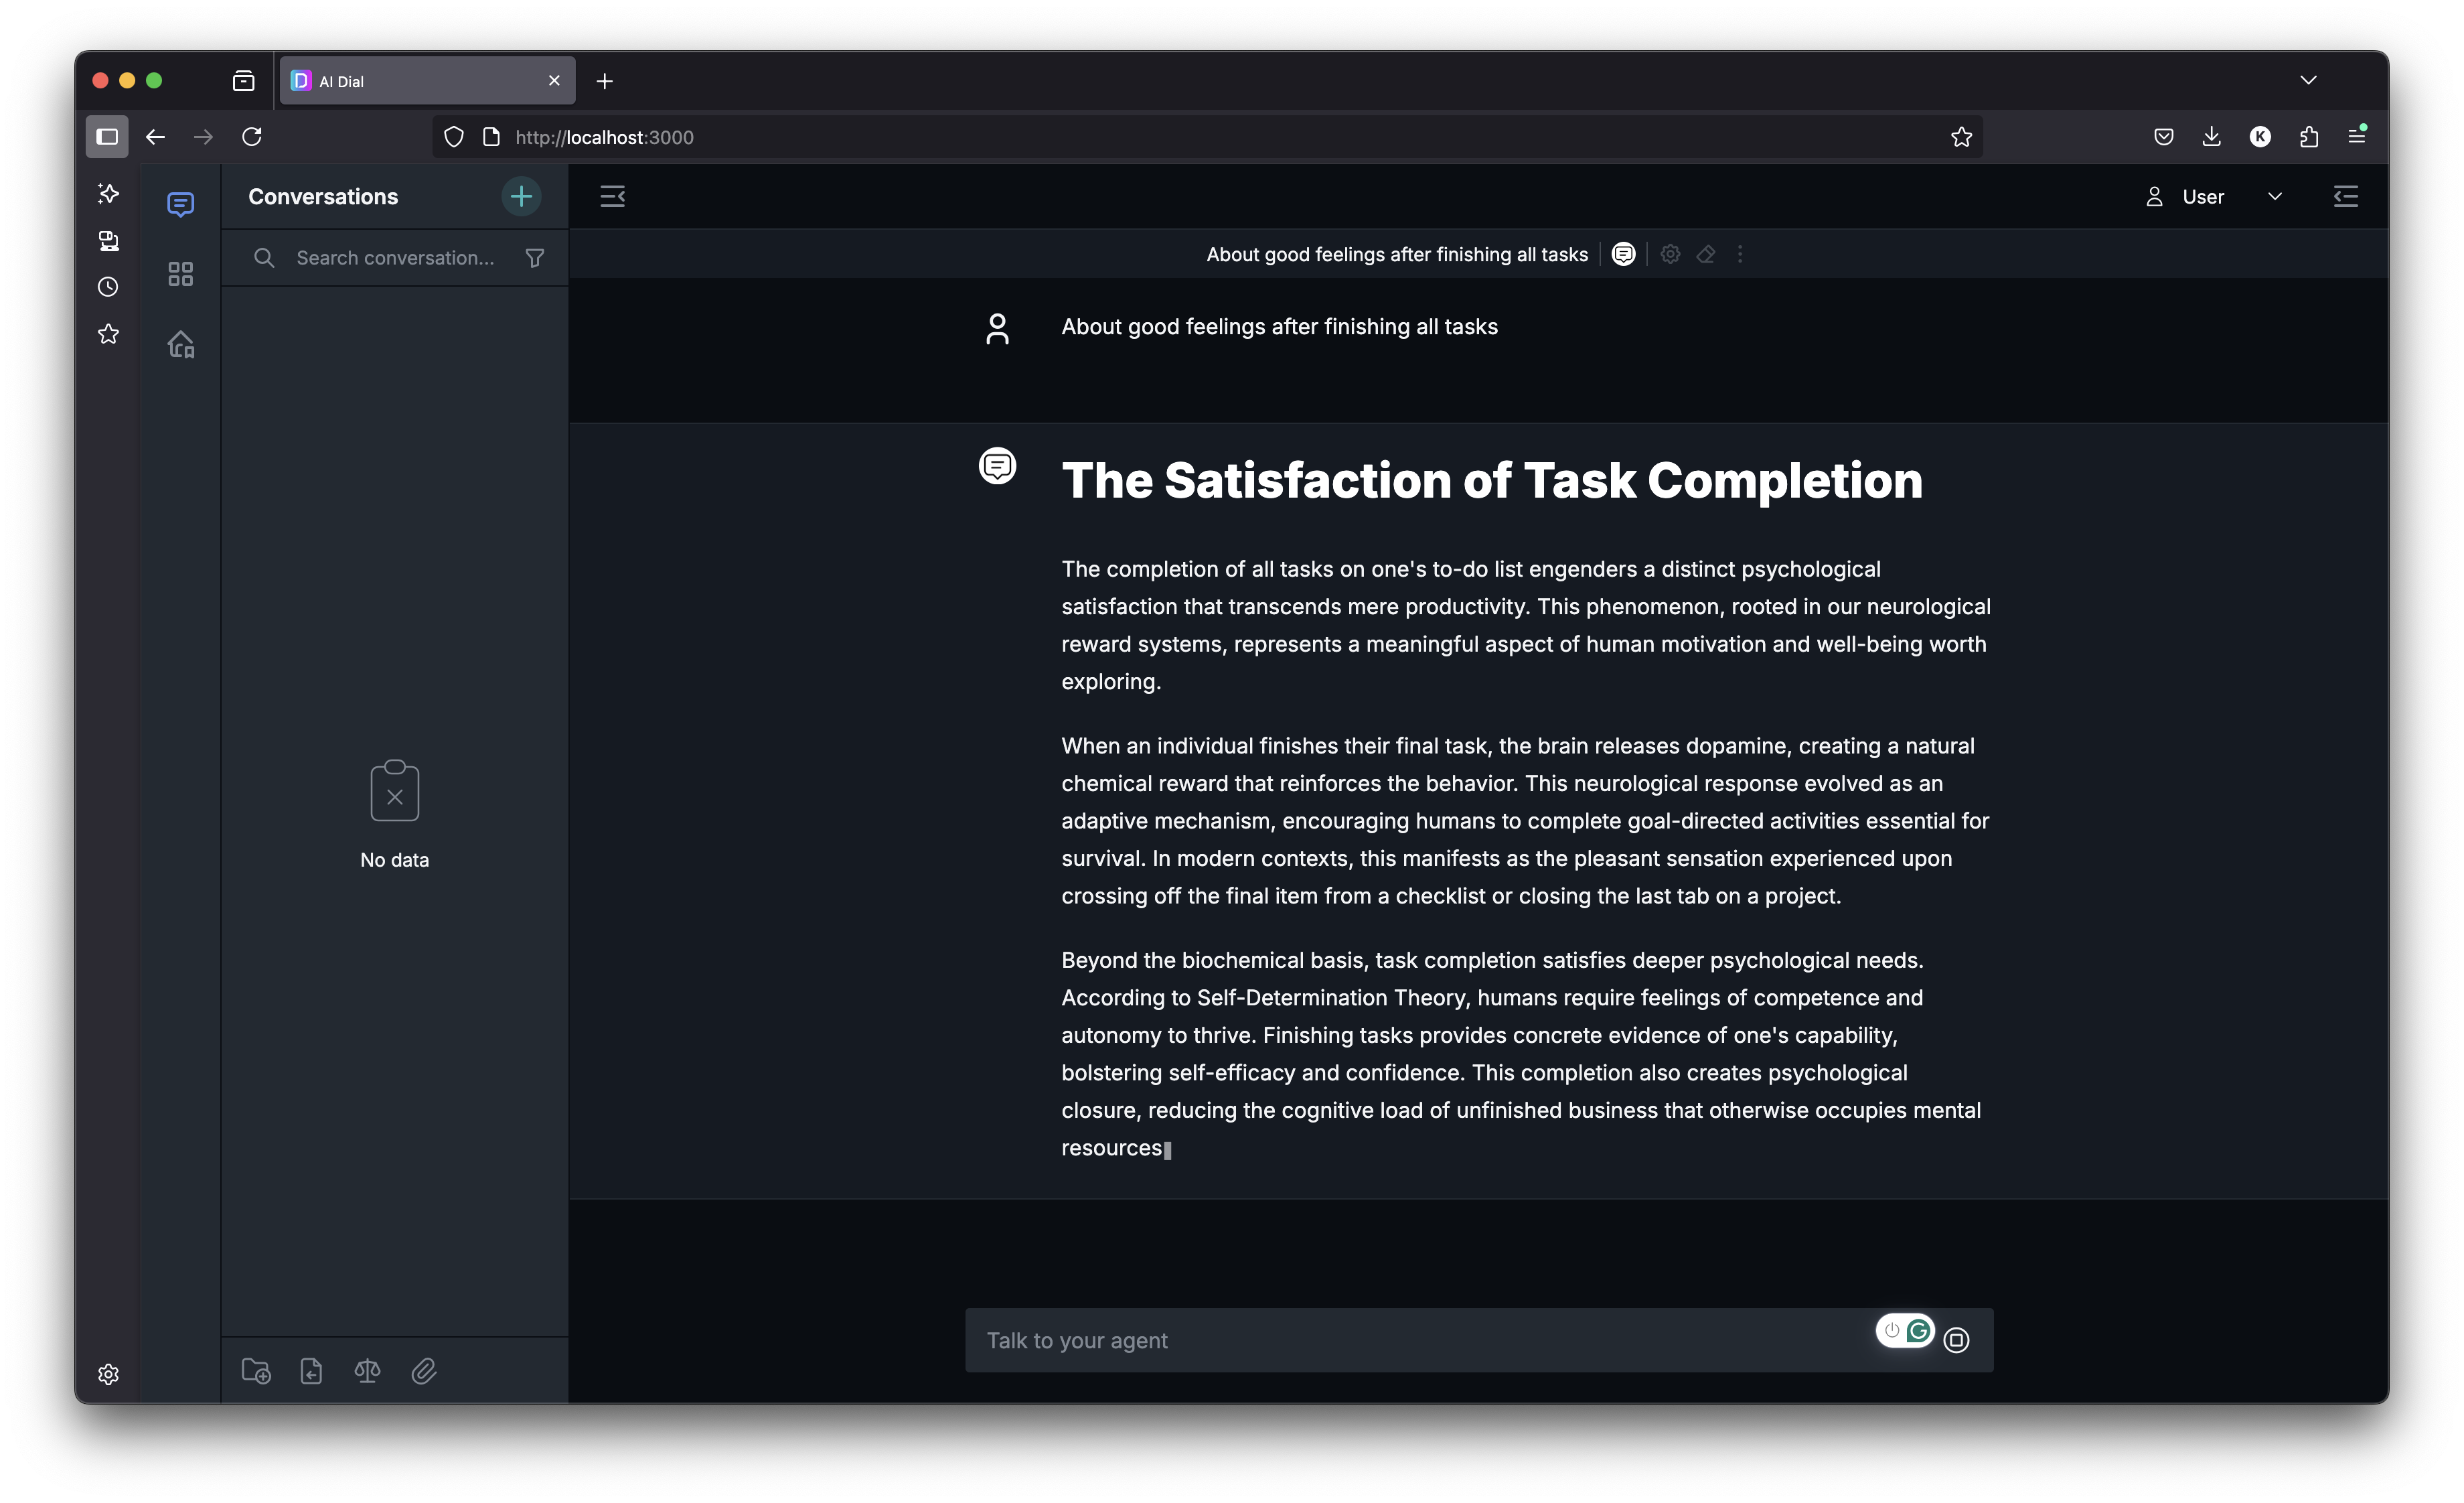 AI Dial
http://localhost:3000
K
Conversations
User
Search conversation...
About good feelings after finishing all tasks
About good feelings after finishing all tasks
The Satisfaction of Task Completion
The completion of all tasks on one's to-do list engenders a distinct psychological
satisfaction that transcends mere productivity. This phenomenon, rooted in our neurological
reward systems, represents a meaningful aspect of human motivation and well-being worth
exploring.
When an individual finishes their final task, the brain releases dopamine, creating a natural
chemical reward that reinforces the behavior. This neurological response evolved as an
adaptive mechanism, encouraging humans to complete goal-directed activities essential for
survival. In modern contexts, this manifests as the pleasant sensation experienced upon
crossing off the final item from a checklist or closing the last tab on a project.
No data
Beyond the biochemical basis, task completion satisfies deeper psychological needs.
According to Self-Determination Theory, humans require feelings of competence and
autonomy to thrive. Finishing tasks provides concrete evidence of one's capability,
bolstering self-efficacy and confidence. This completion also creates psychological
closure, reducing the cognitive load of unfinished business that otherwise occupies mental
resources
Talk to your agent